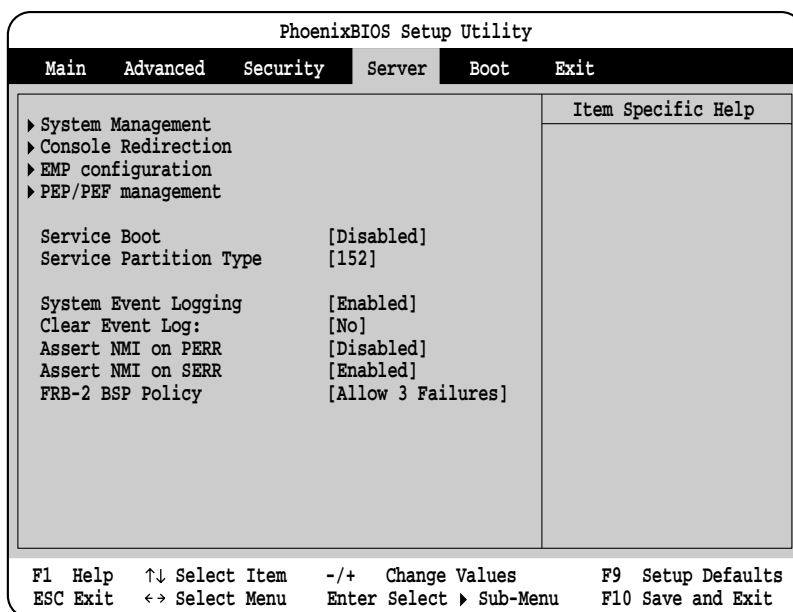 PhoenixBIOS Setup Utility
Main Advanced Security Server Boot Exit
Item Specific Help
System Management
Console Redirection
EMP configuration
PEP/PEF management
Service Boot [Disabled]
Service Partition Type [152]
System Event Logging [Enabled]
Clear Event Log: [No]
Assert NMI on PERR [Disabled]
Assert NMI on SERR [Enabled]
FRB-2 BSP Policy [Allow 3 Failures]
F1 Help ↑↓ Select Item -/+ Change Values F9 Setup Defaults
ESC Exit ←→ Select Menu Enter Select ▶ Sub-Menu F10 Save and Exit